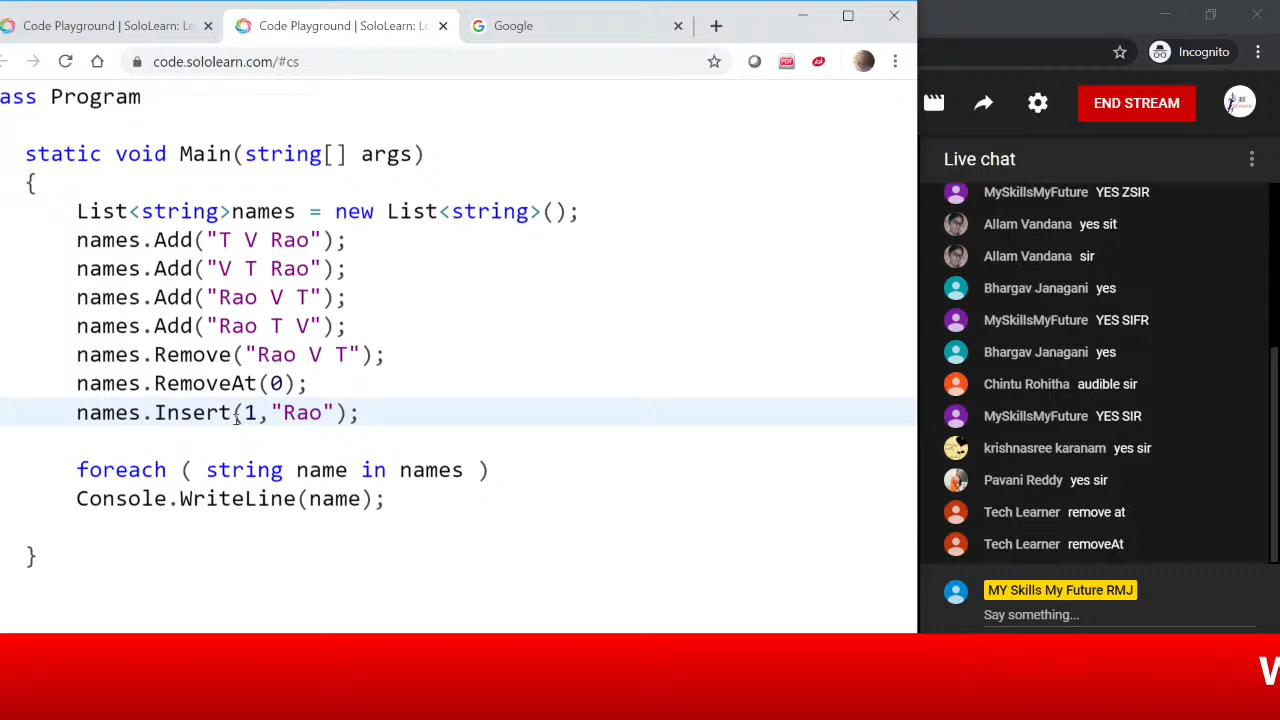 Code Playground | SoloLearn: Le
Code Playground | SoloLearn: Le
Google
code.sololearn.com/#cs
PDF
Ask
Incognito
ass Program
static void Main(string[] args)
{
List<string>names = new List<string>();
names.Add("T V Rao");
names.Add("V T Rao");
names.Add("Rao V T");
names.Add("Rao T V");
names.Remove("Rao V T");
names.RemoveAt(0);
names.Insert(1,"Rao");
foreach ( string name in names )
Console.WriteLine(name);
}
END STREAM
Live chat
MySkillsMyFuture YES ZSIR
Allam Vandana yes sit
Allam Vandana sir
Bhargav Janagani yes
MySkillsMyFuture YES SIFR
Bhargav Janagani yes
Chintu Rohitha audible sir
MySkillsMyFuture YES SIR
krishnasree karanam yes sir
Pavani Reddy yes sir
Tech Learner remove at
Tech Learner removeAt
MY Skills My Future RMJ
Say something...
W